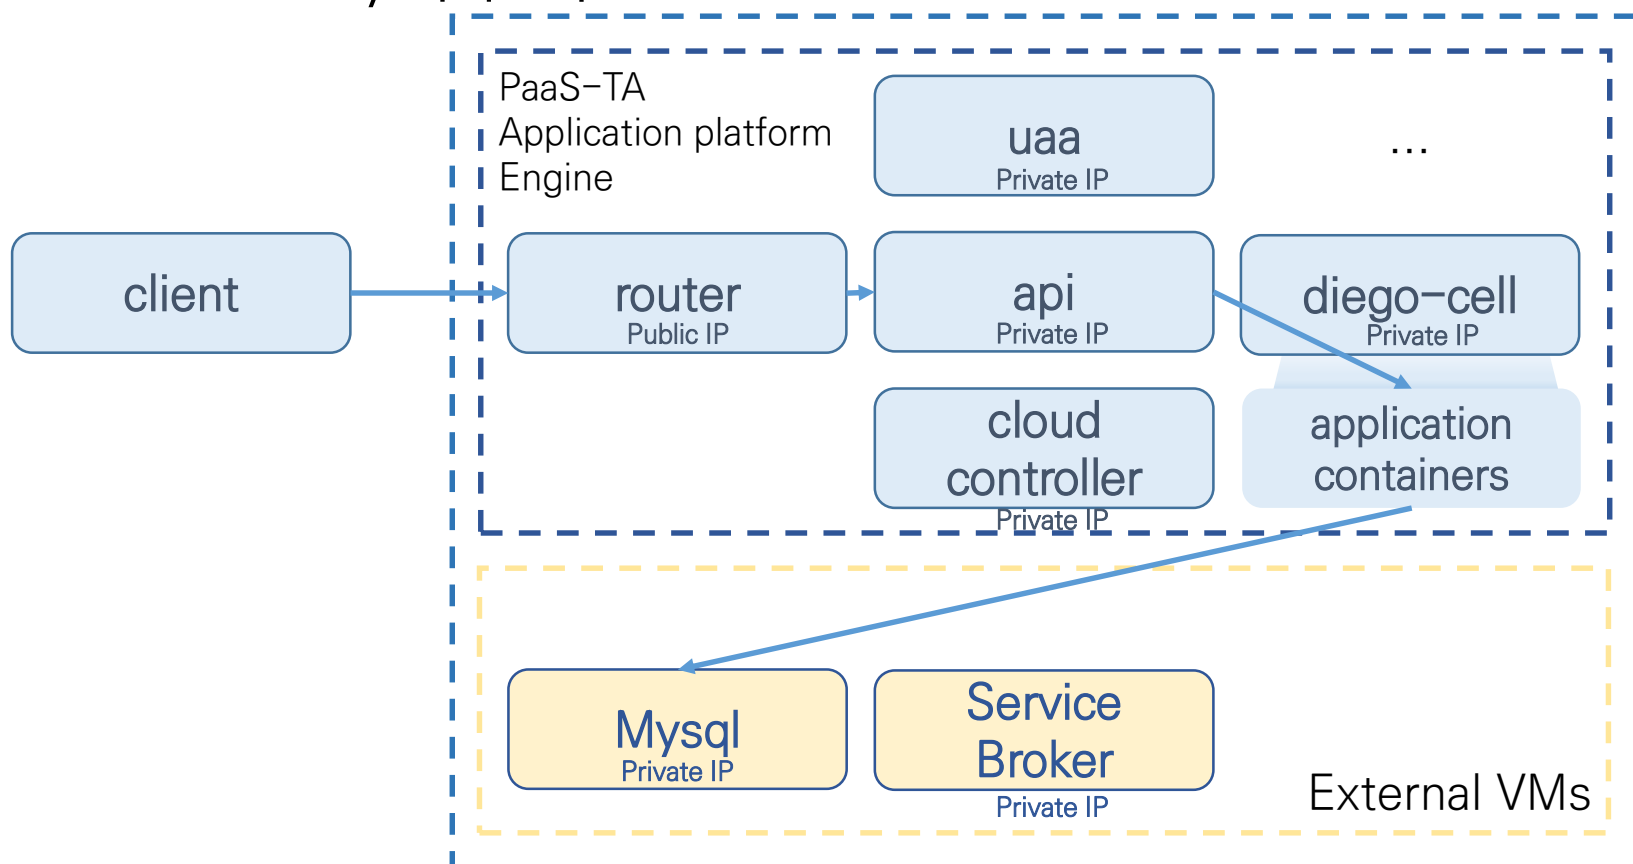 PaaS-TA
Application platform
Engine
uaa
Private IP
...
client
router
Public IP
api
Private IP
diego-cell
Private IP
cloud
controller
Private IP
application
containers
Mysql
Private IP
Service
Broker
Private IP
External VMs